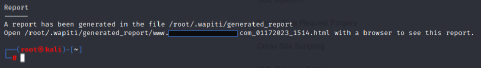 Report
------
A report has been generated in the file /root/.wapiti/generated_report
Open /root/.wapiti/generated_report/www. com_01172023_1514.html with a browser to see this report.
┌──(root㉿kali)-[~]
└─#